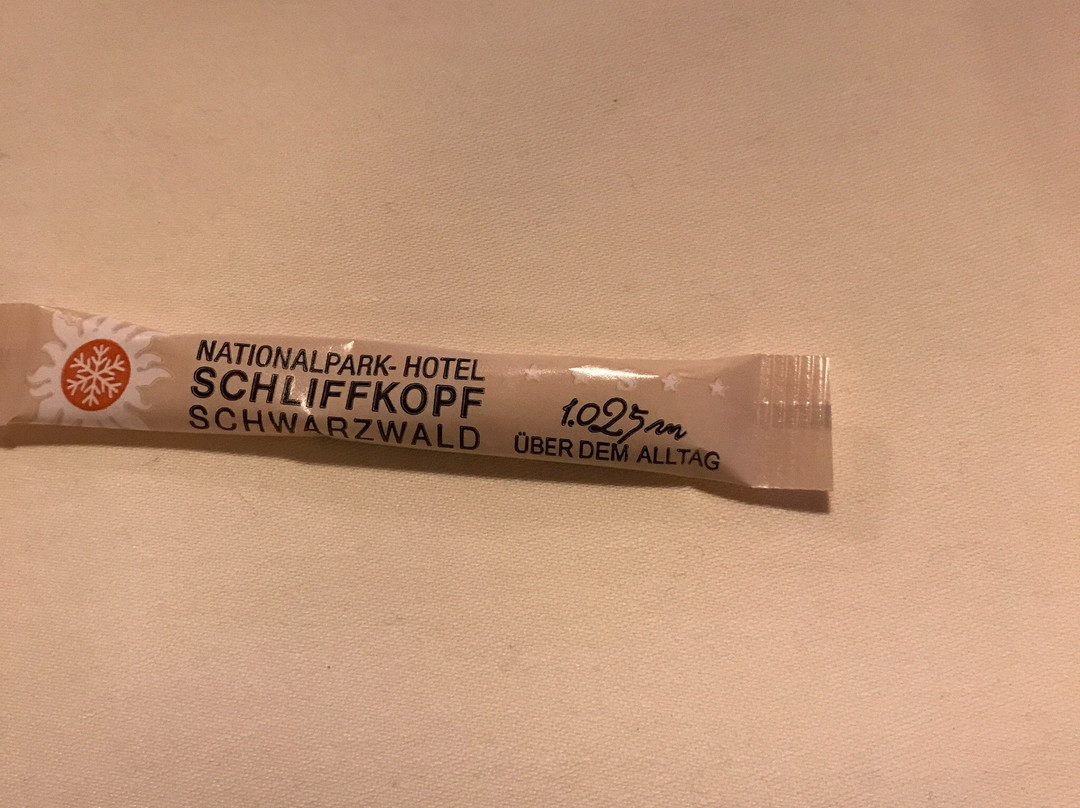 NATIONALPARK-HOTEL
SCHLIFFKOPF
SCHWARZWALD
S
1.025m
ÜBER DEM ALLTAG